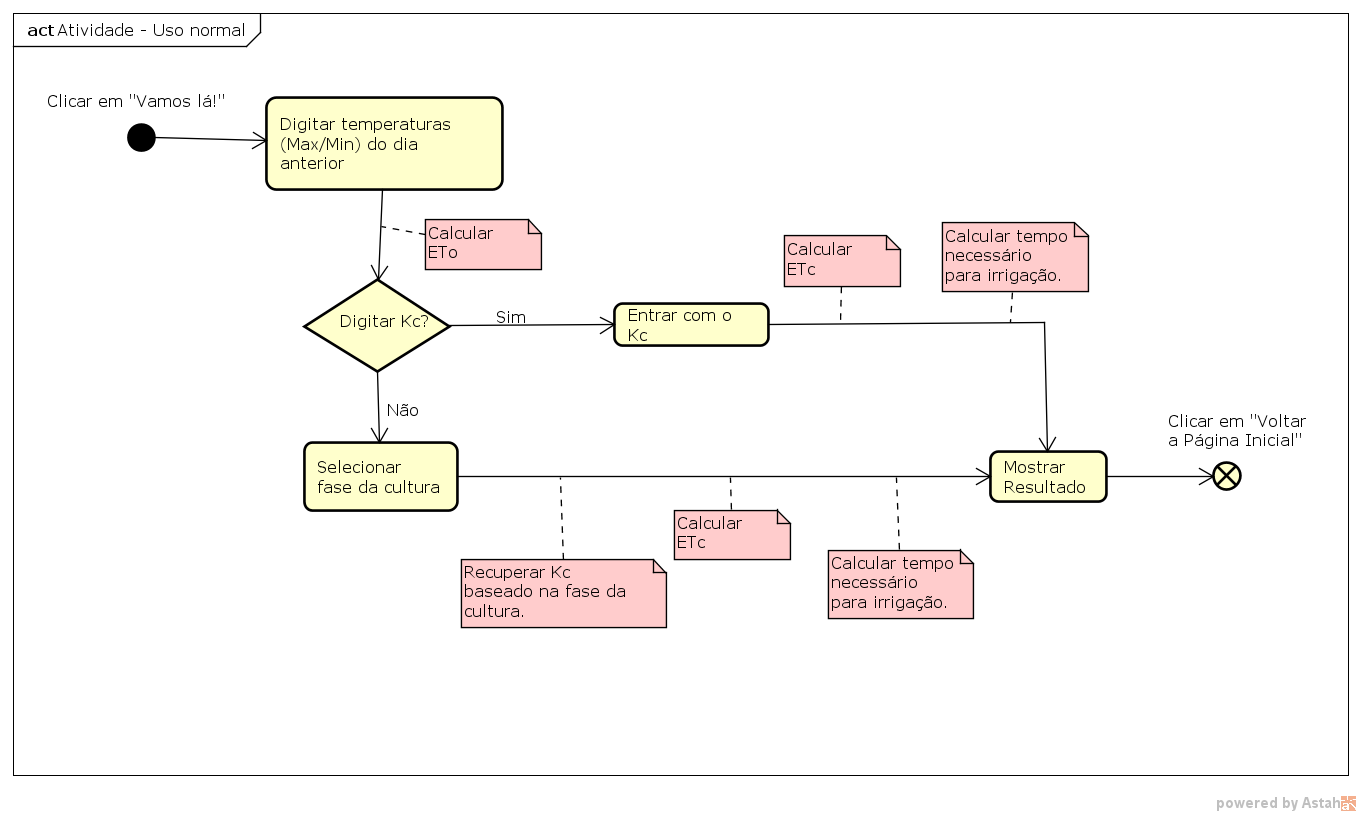 act Atividade - Uso normal
Clicar em "Vamos lá!"
Digitar temperaturas
(Max/Min) do dia
anterior
Calcular
ETo
Calcular
ETc
Calcular tempo
necessário
para irrigação.
Digitar Kc?
Sim
Entrar com o
Kc
Não
Clicar em "Voltar
a Página Inicial"
Selecionar
fase da cultura
Mostrar
Resultado
Calcular
ETc
Recuperar Kc
baseado na fase da
cultura.
Calcular tempo
necessário
para irrigação.
powered by Astah